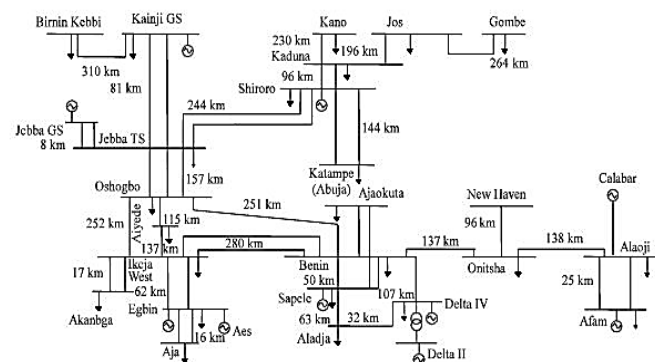 Birnin Kebbi
Kainji GS
Kano
Jos
Gombe
230 km
196 km
Kaduna
310 km
264 km
81 km
96 km
Shiroro
244 km
144 km
Jebba GS
8 km
Jebba TS
Katampe
(Abuja)
157 km
Calabar
Oshogbo
Ajaokuta
New Haven
251 km
252 km
Aiyede
115 km
96 km
137 km
280 km
137 km
138 km
17 km
Ikeja
West
Benin
Onitsha
Alaoji
50 km
25 km
62 km
Sapele
107 km
Delta IV
Akanbga
Egbin
Afam
63 km
32 km
Aes
16 km
Aladja
Aja
Delta II